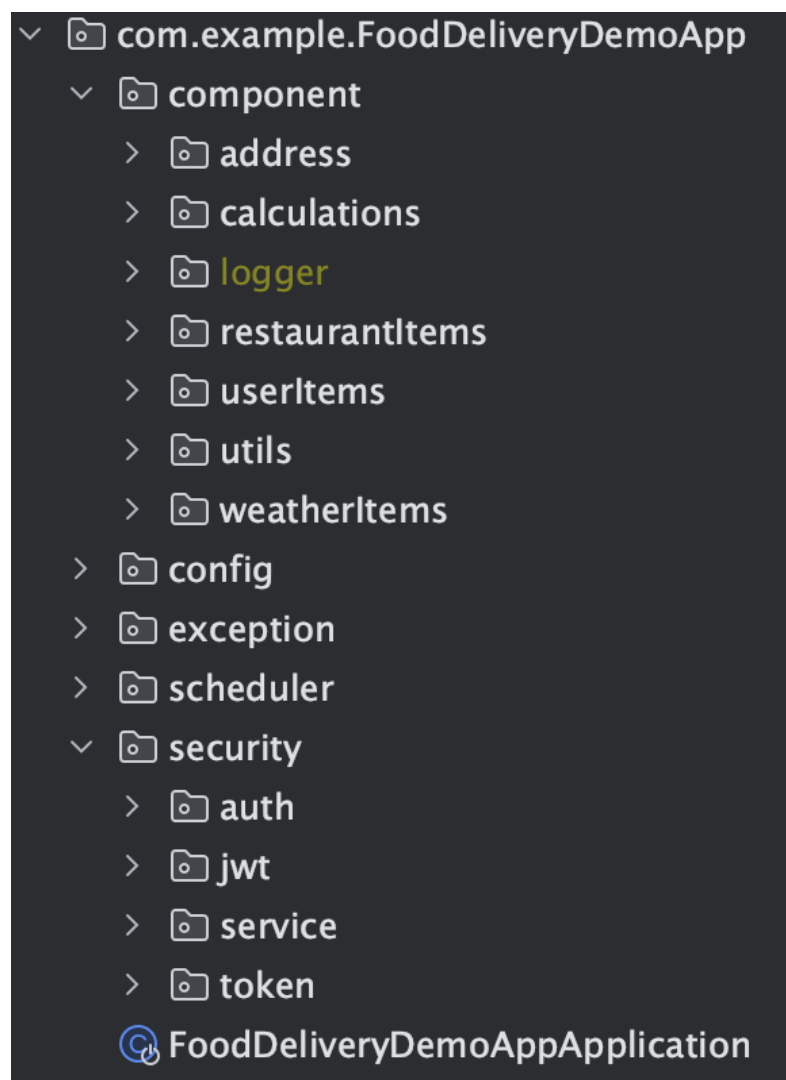 com.example.FoodDeliveryDemoApp
component
address
calculations
logger
restaurantItems
userItems
utils
weatherItems
config
exception
scheduler
security
auth
jwt
service
token
FoodDeliveryDemoAppApplication